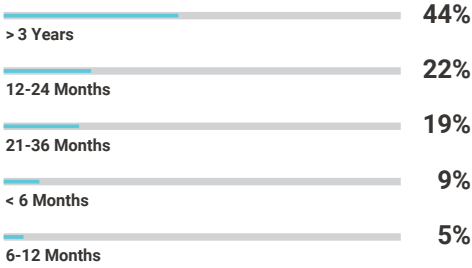 44%
> 3 Years
22%
12-24 Months
19%
21-36 Months
9%
< 6 Months
5%
6-12 Months